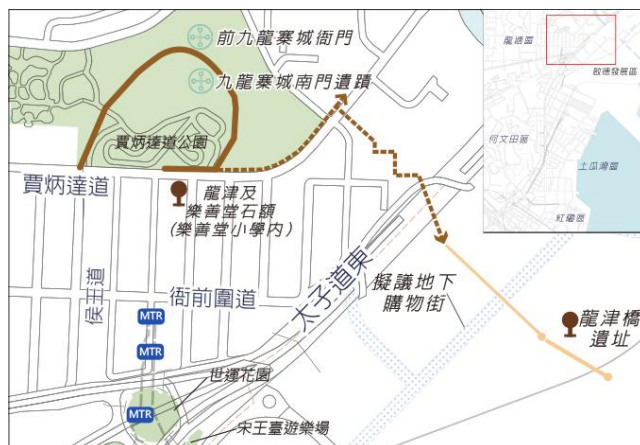 前九龍寨城衙門
九龍寨城南門遺蹟
賈炳達道公園
賈炳達道
龍津及
樂善堂石額
(樂善堂小學內)
侯王道
衙前圍道
太子道東
擬議地下
購物街
龍津橋
遺址
MTR
MTR
MTR
世運花園
宋王臺遊樂場
龍塘區
啟德發展區
何文田區
土瓜灣區
紅磡區